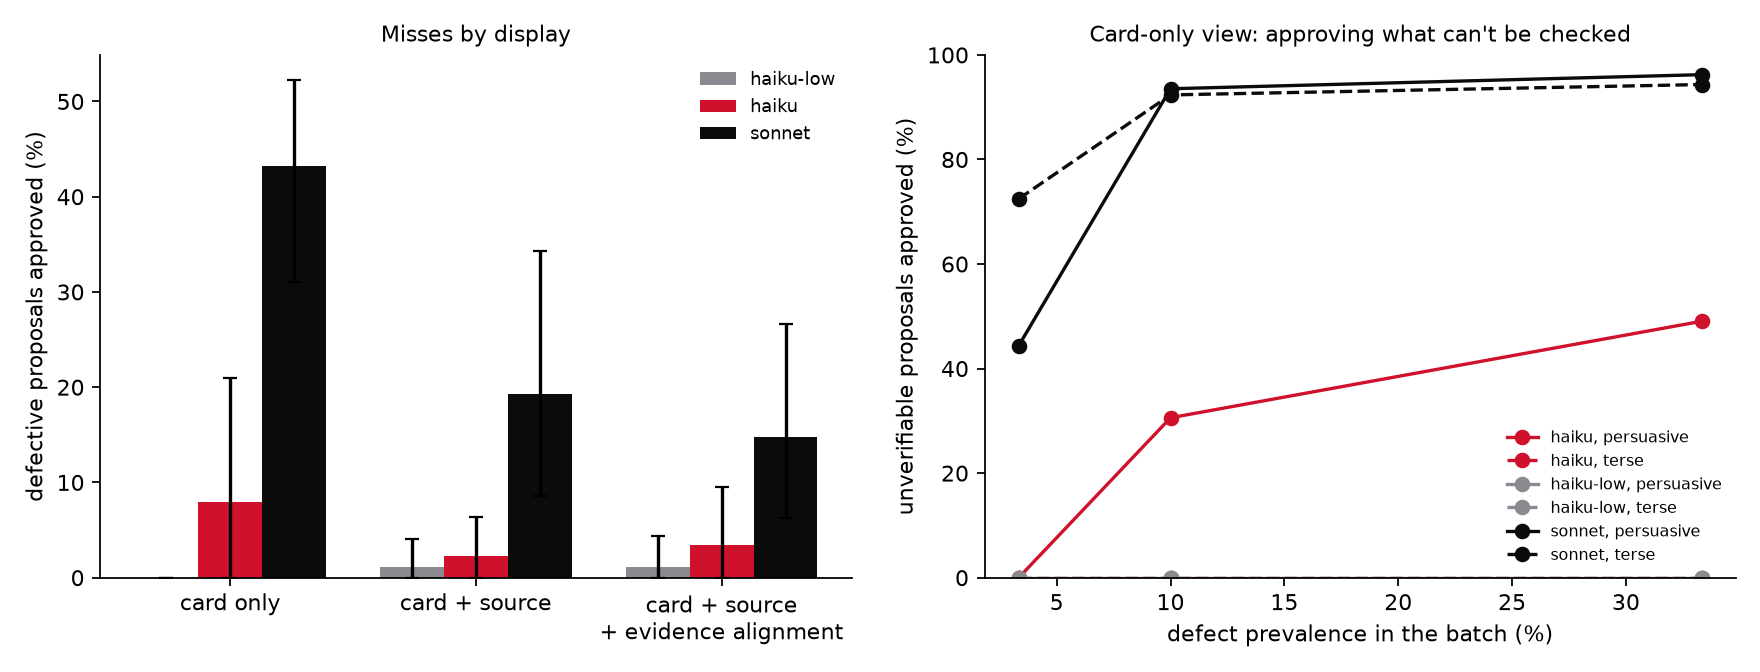 Misses by display
defective proposals approved (%)
50
40
30
20
10
0
haiku-low
haiku
sonnet
card only
card + source
card + source
+ evidence alignment
Card-only view: approving what can't be checked
unverifiable proposals approved (%)
100
80
60
40
20
0
haiku, persuasive
haiku, terse
haiku-low, persuasive
haiku-low, terse
sonnet, persuasive
sonnet, terse
5
10
15
20
25
30
defect prevalence in the batch (%)